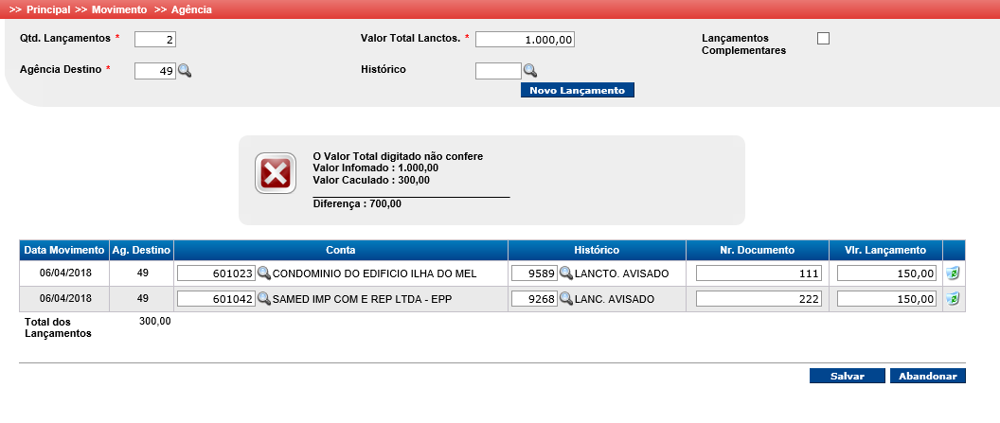 >> Principal >> Movimento >> Agência
Qtd. Lançamentos * 2 Valor Total Lanctos. * 1.000,00 Lançamentos Complementares
Agência Destino * 49 Histórico
Novo Lançamento
O Valor Total digitado não confere
Valor Infomado : 1.000,00
Valor Caculado : 300,00
Diferença : 700,00
Data Movimento Ag. Destino Conta Histórico Nr. Documento Vlr. Lançamento
06/04/2018 49 601023 CONDOMINIO DO EDIFICIO ILHA DO MEL 9589 LANCTO. AVISADO 111 150,00
06/04/2018 49 601042 SAMED IMP COM E REP LTDA - EPP 9268 LANC. AVISADO 222 150,00
Total dos Lançamentos 300,00
Salvar Abandonar